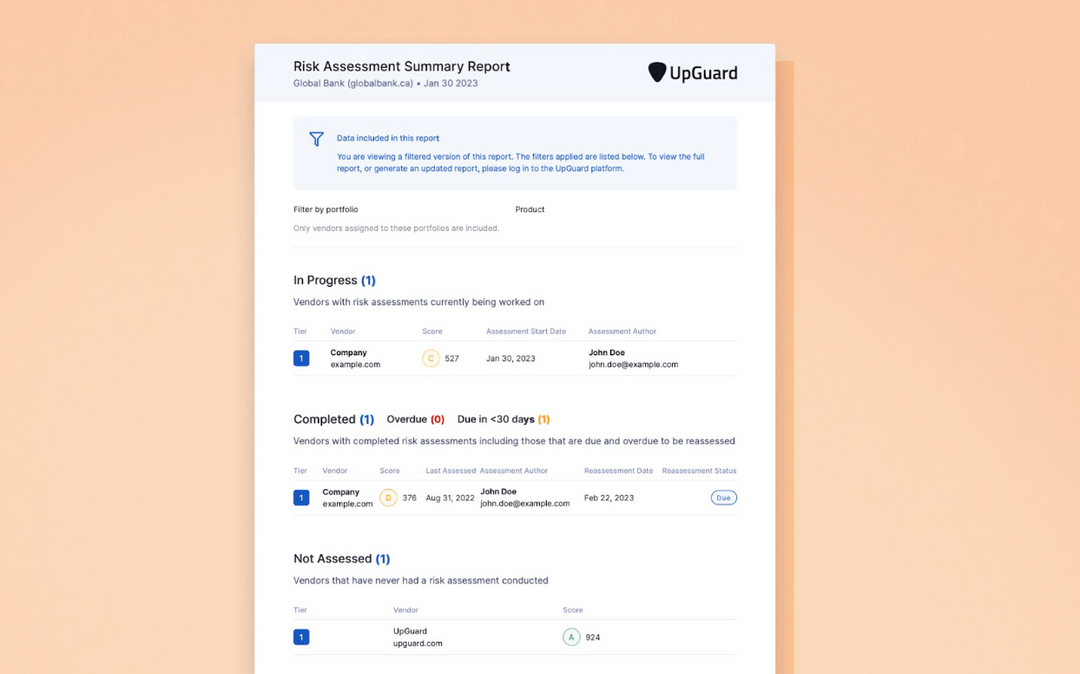 Risk Assessment Summary Report
Global Bank (globalbank.ca) • Jan 30 2023
UpGuard
Data included in this report
You are viewing a filtered version of this report. The filters applied are listed below. To view the full
report, or generate an updated report, please log in to the UpGuard platform.
Filter by portfolio Product
Only vendors assigned to these portfolios are included.
In Progress (1)
Vendors with risk assessments currently being worked on
Tier Vendor Score Assessment Start Date Assessment Author
1 Company example.com C 527 Jan 30, 2023 John Doe john.doe@example.com
Completed (1) Overdue (0) Due in <30 days (1)
Vendors with completed risk assessments including those that are due and overdue to be reassessed
Tier Vendor Score Last Assessed Assessment Author Reassessment Date Reassessment Status
1 Company example.com D 376 Aug 31, 2022 John Doe john.doe@example.com Feb 22, 2023 Due
Not Assessed (1)
Vendors that have never had a risk assessment conducted
Tier Vendor Score
1 UpGuard upguard.com A 924